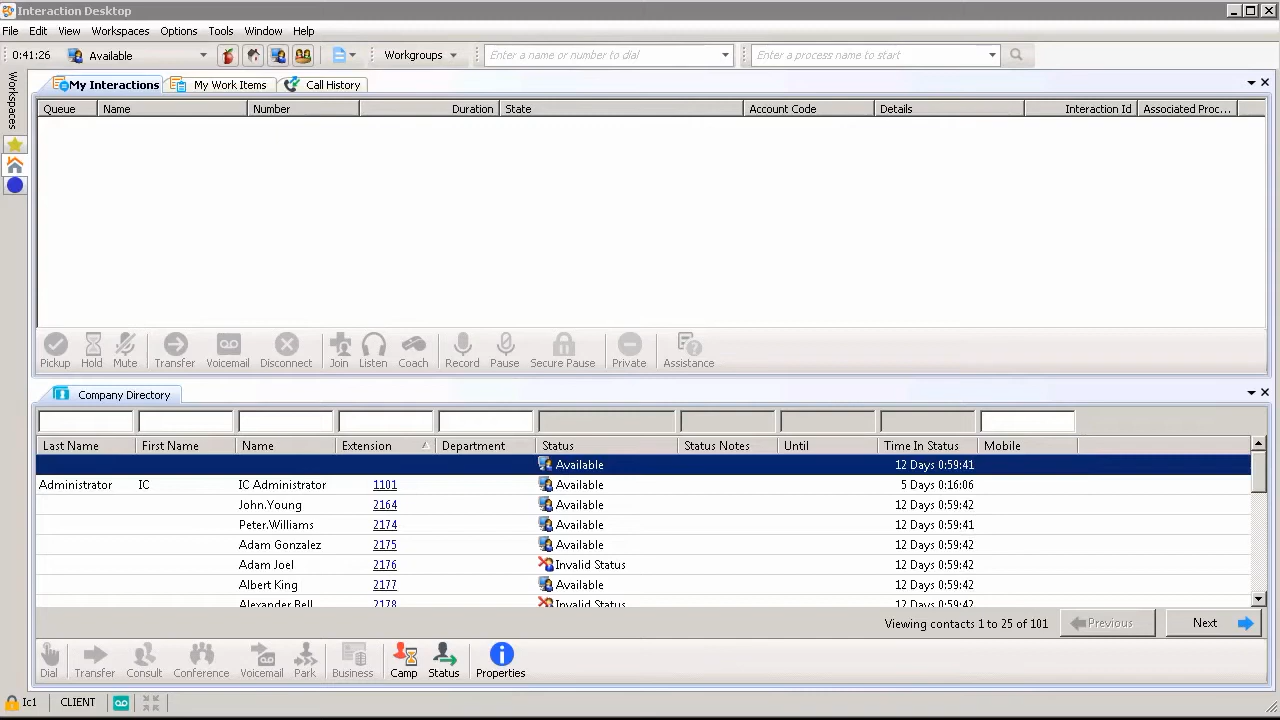 Interaction Desktop
File Edit View Workspaces Options Tools Window Help
0:41:26 Available Workgroups Enter a name or number to dial Enter a process name to start
Workspaces
My Interactions My Work Items Call History
Queue Name Number Duration State Account Code Details Interaction Id Associated Proc...
Pickup Hold Mute Transfer Voicemail Disconnect Join Listen Coach Record Pause Secure Pause Private Assistance
Company Directory
Last Name First Name Name Extension Department Status Status Notes Until Time In Status Mobile
Available 12 Days 0:59:41
Administrator IC IC Administrator 1101 Available 5 Days 0:16:06
John.Young 2164 Available 12 Days 0:59:42
Peter.Williams 2174 Available 12 Days 0:59:41
Adam Gonzalez 2175 Available 12 Days 0:59:42
Adam Joel 2176 Invalid Status 12 Days 0:59:42
Albert King 2177 Available 12 Days 0:59:42
Alexander Bell 2178 Invalid Status 12 Days 0:59:42
Viewing contacts 1 to 25 of 101 Previous Next
Dial Transfer Consult Conference Voicemail Park Business Camp Status Properties
Ic1 CLIENT